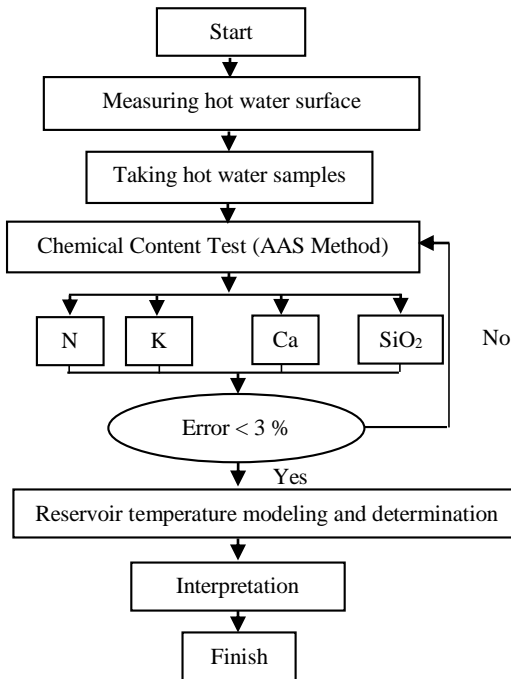 Start
Measuring hot water surface
Taking hot water samples
Chemical Content Test (AAS Method)
N
K
Ca
SiO₂
No
Error < 3 %
Yes
Reservoir temperature modeling and determination
Interpretation
Finish